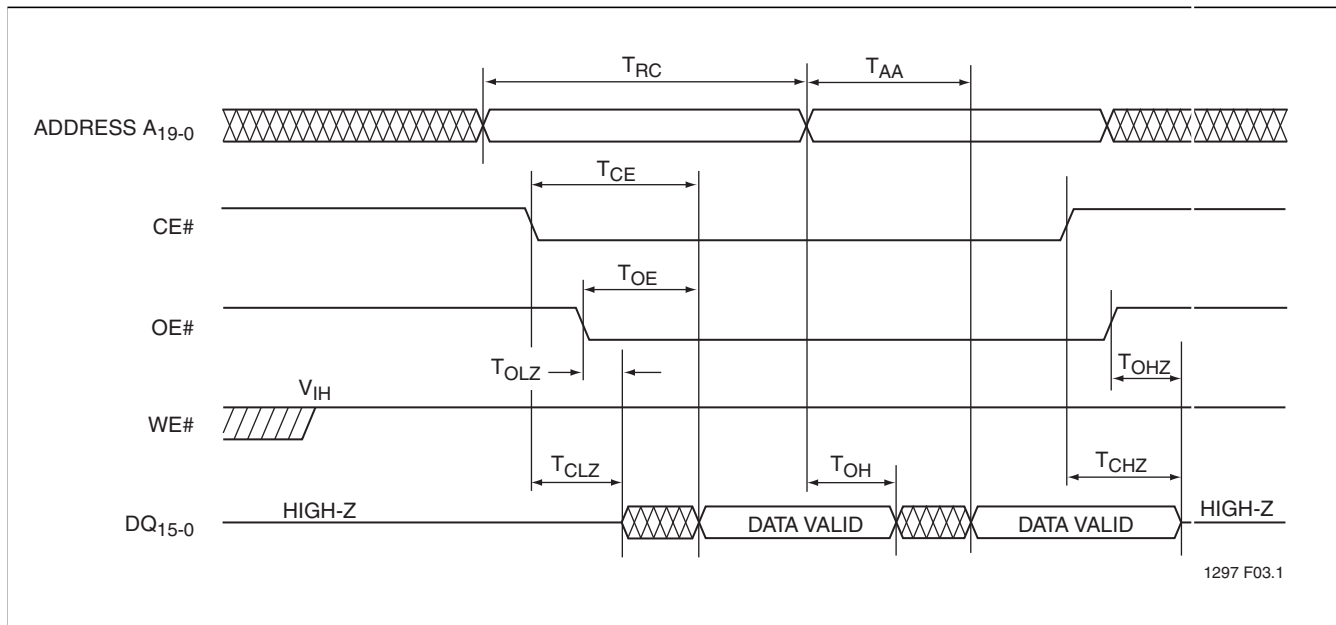 TRC
TAA
ADDRESS A19-0
TCE
CE#
TOE
OE#
TOLZ
TOHZ
VIH
WE#
TCLZ
TOH
TCHZ
DQ15-0
HIGH-Z
DATA VALID
DATA VALID
HIGH-Z
1297 F03.1